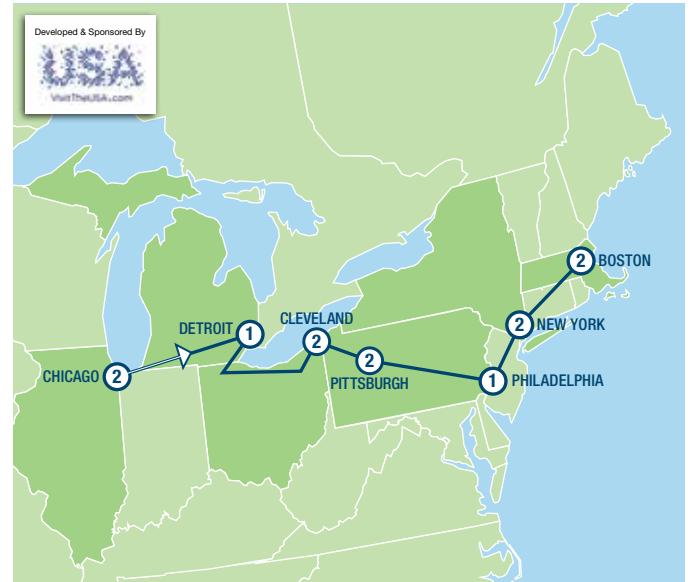 Developed & Sponsored By
USA
VisitTheUSA.com
2 BOSTON
CLEVELAND
DETROIT 1
2 NEW YORK
2
2
CHICAGO 2
PITTSBURGH
1 PHILADELPHIA